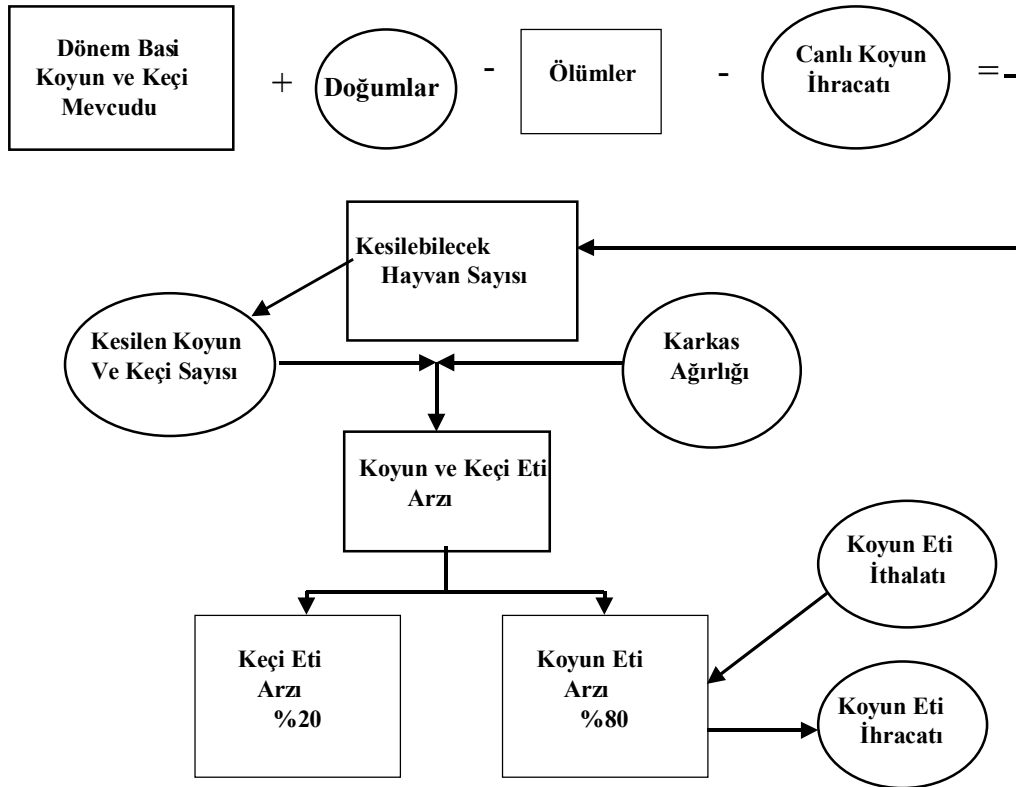 Dönem Basi
Koyun ve Keçi
Mevcudu
+
Doğumlar
-
Ölümler
-
Canlı Koyun
İhracatı
=
Kesilebilecek
Hayvan Sayısı
Kesilen Koyun
Ve Keçi Sayısı
Karkas
Ağırlığı
Koyun ve Keçi Eti
Arzı
Koyun Eti
İthalatı
Keçi Eti
Arzı
%20
Koyun Eti
Arzı
%80
Koyun Eti
İhracatı